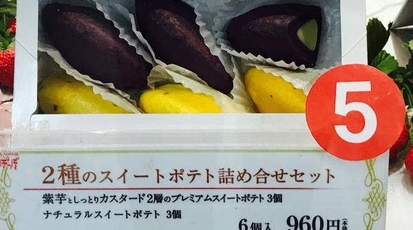 5
2種のスイートポテト詰め合せセット
紫芋としっとりカスタード2層のプレミアムスイートポテト 3個
ナチュラルスイートポテト 3個
6個入 960円